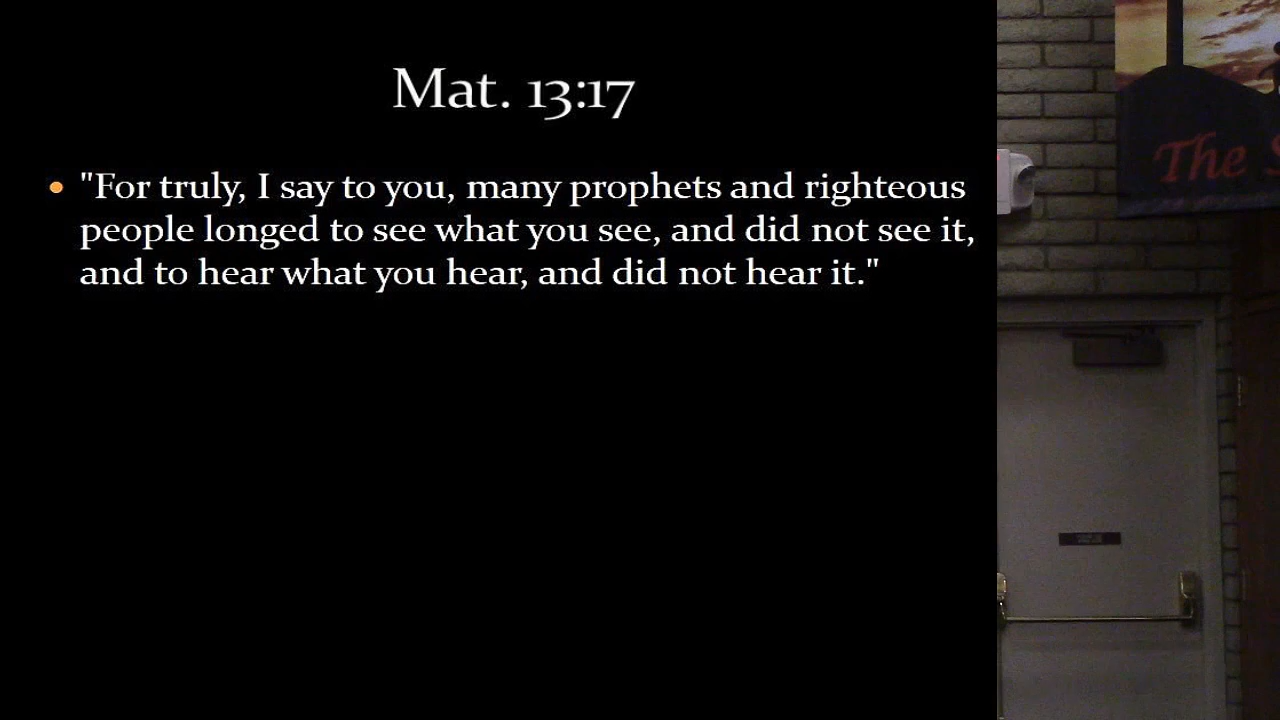 Mat. 13:17
• "For truly, I say to you, many prophets and righteous
people longed to see what you see, and did not see it,
and to hear what you hear, and did not hear it."
The